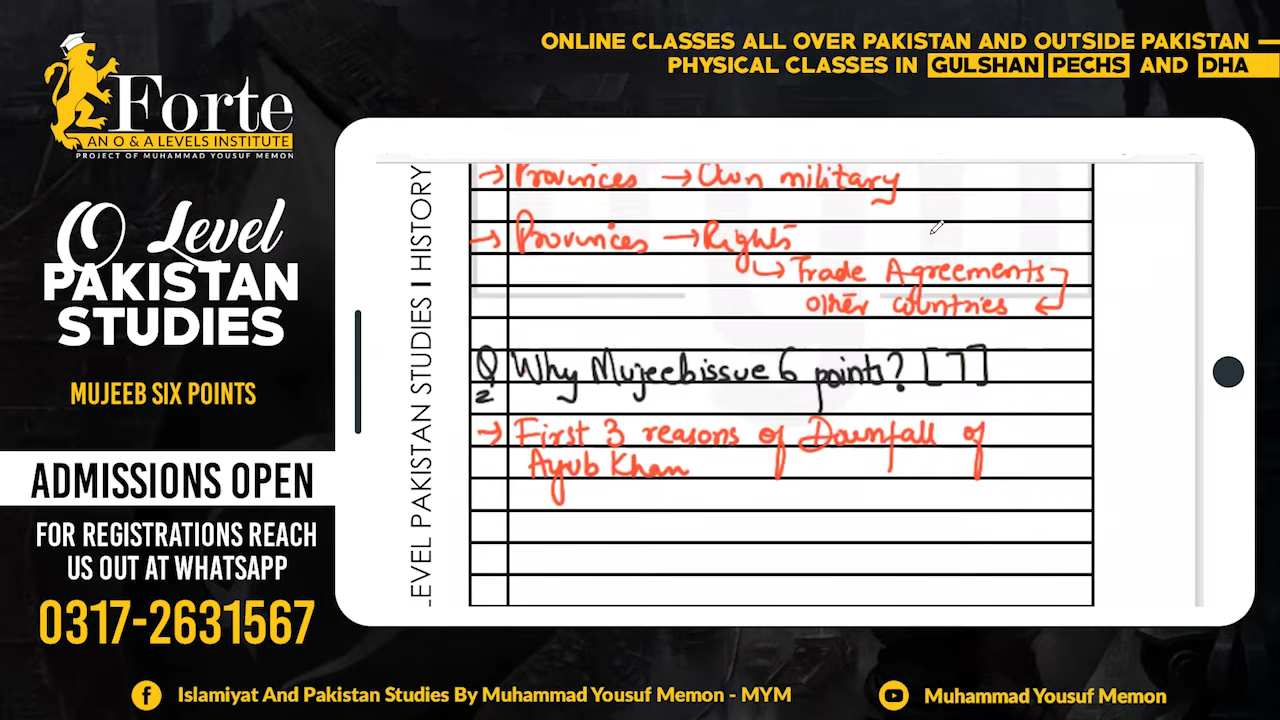 ONLINE CLASSES ALL OVER PAKISTAN AND OUTSIDE PAKISTAN
PHYSICAL CLASSES IN GULSHAN PECHS AND DHA
Forte
AN O & A LEVELS INSTITUTE
PROJECT OF MUHAMMAD YOUSUF MEMON
O Level
PAKISTAN
STUDIES
MUJEEB SIX POINTS
ADMISSIONS OPEN
FOR REGISTRATIONS REACH
US OUT AT WHATSAPP
0317-2631567
LEVEL PAKISTAN STUDIES I HISTORY
→ Provinces → Own military
→ Provinces → Rights
↳ Trade Agreements
other countries ↵
Q2 Why Mujeeb issue 6 points? [7]
→ First 3 reasons of Downfall of
Ayub Khan
Islamiyat And Pakistan Studies By Muhammad Yousuf Memon - MYM
Muhammad Yousuf Memon